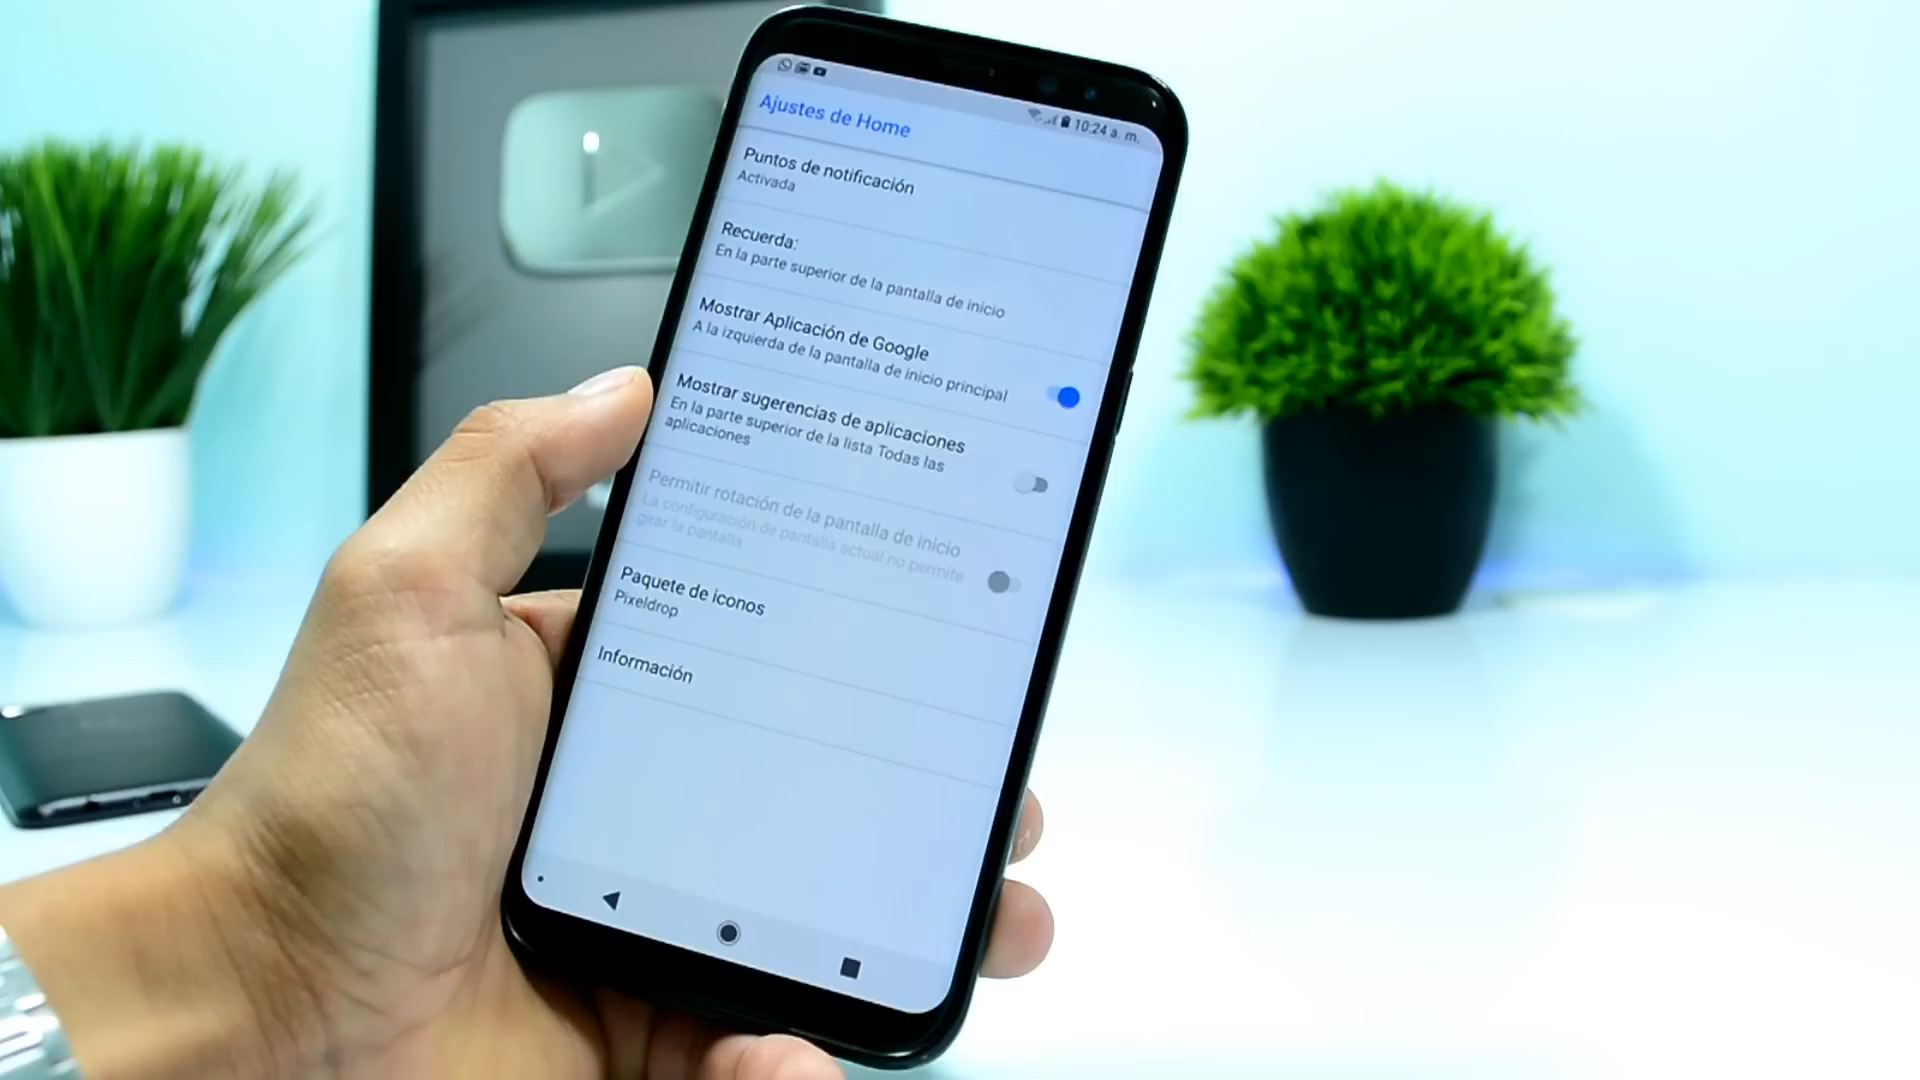 10:24 a. m.
Ajustes de Home
Puntos de notificación
Activada
Recuerda:
En la parte superior de la pantalla de inicio
Mostrar Aplicación de Google
A la izquierda de la pantalla de inicio principal
Mostrar sugerencias de aplicaciones
En la parte superior de la lista Todas las
aplicaciones
Permitir rotación de la pantalla de inicio
La configuración de pantalla actual no permite
girar la pantalla
Paquete de iconos
Pixeldrop
Información